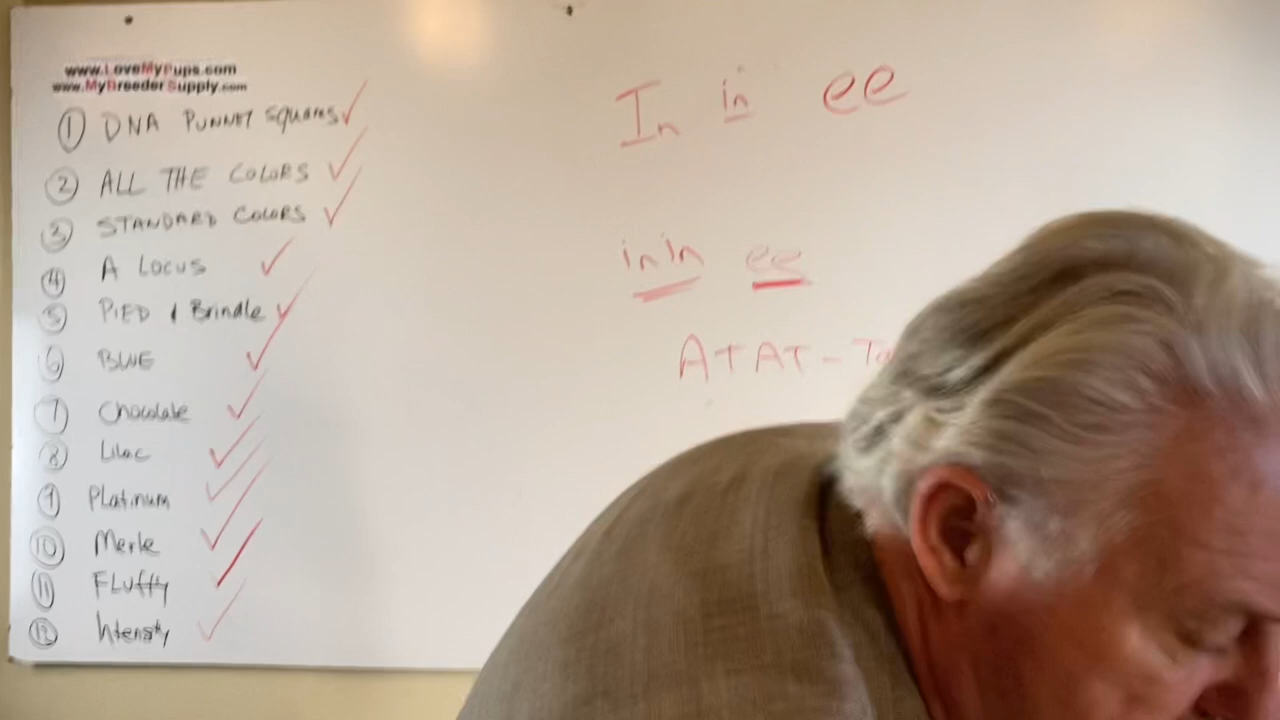 www.LoveMyPups.com
www.MyBreederSupply.com
① DNA PUNNET Squares ✓
② ALL THE COLORS ✓
③ STANDARD COLORS ✓
④ A LOCUS ✓
⑤ PIED & Brindle ✓
⑥ BLUE ✓
⑦ Chocolate ✓
⑧ Lilac ✓
⑨ Platinum ✓
⑩ Merle ✓
⑪ Fluffy ✓
⑫ Intensity ✓
In in ee
inin ee
ATAT - Ta